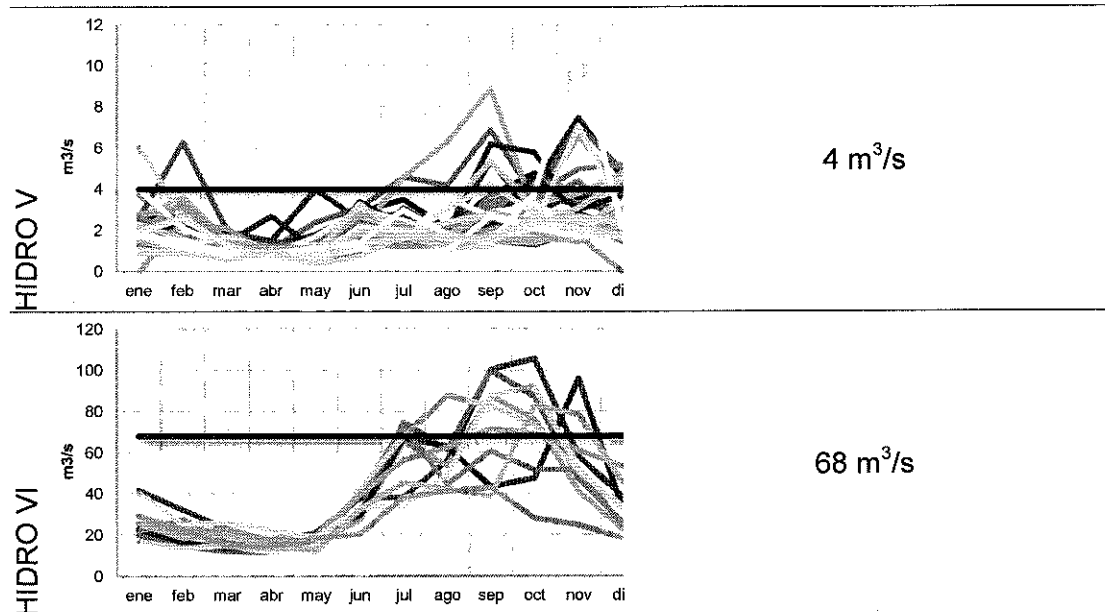 HIDRO V
m3/s
12
10
8
6
4
2
0
ene feb mar abr may jun jul ago sep oct nov di
4 m³/s
HIDRO VI
m3/s
120
100
80
60
40
20
0
ene feb mar abr may jun jul ago sep oct nov di
68 m³/s